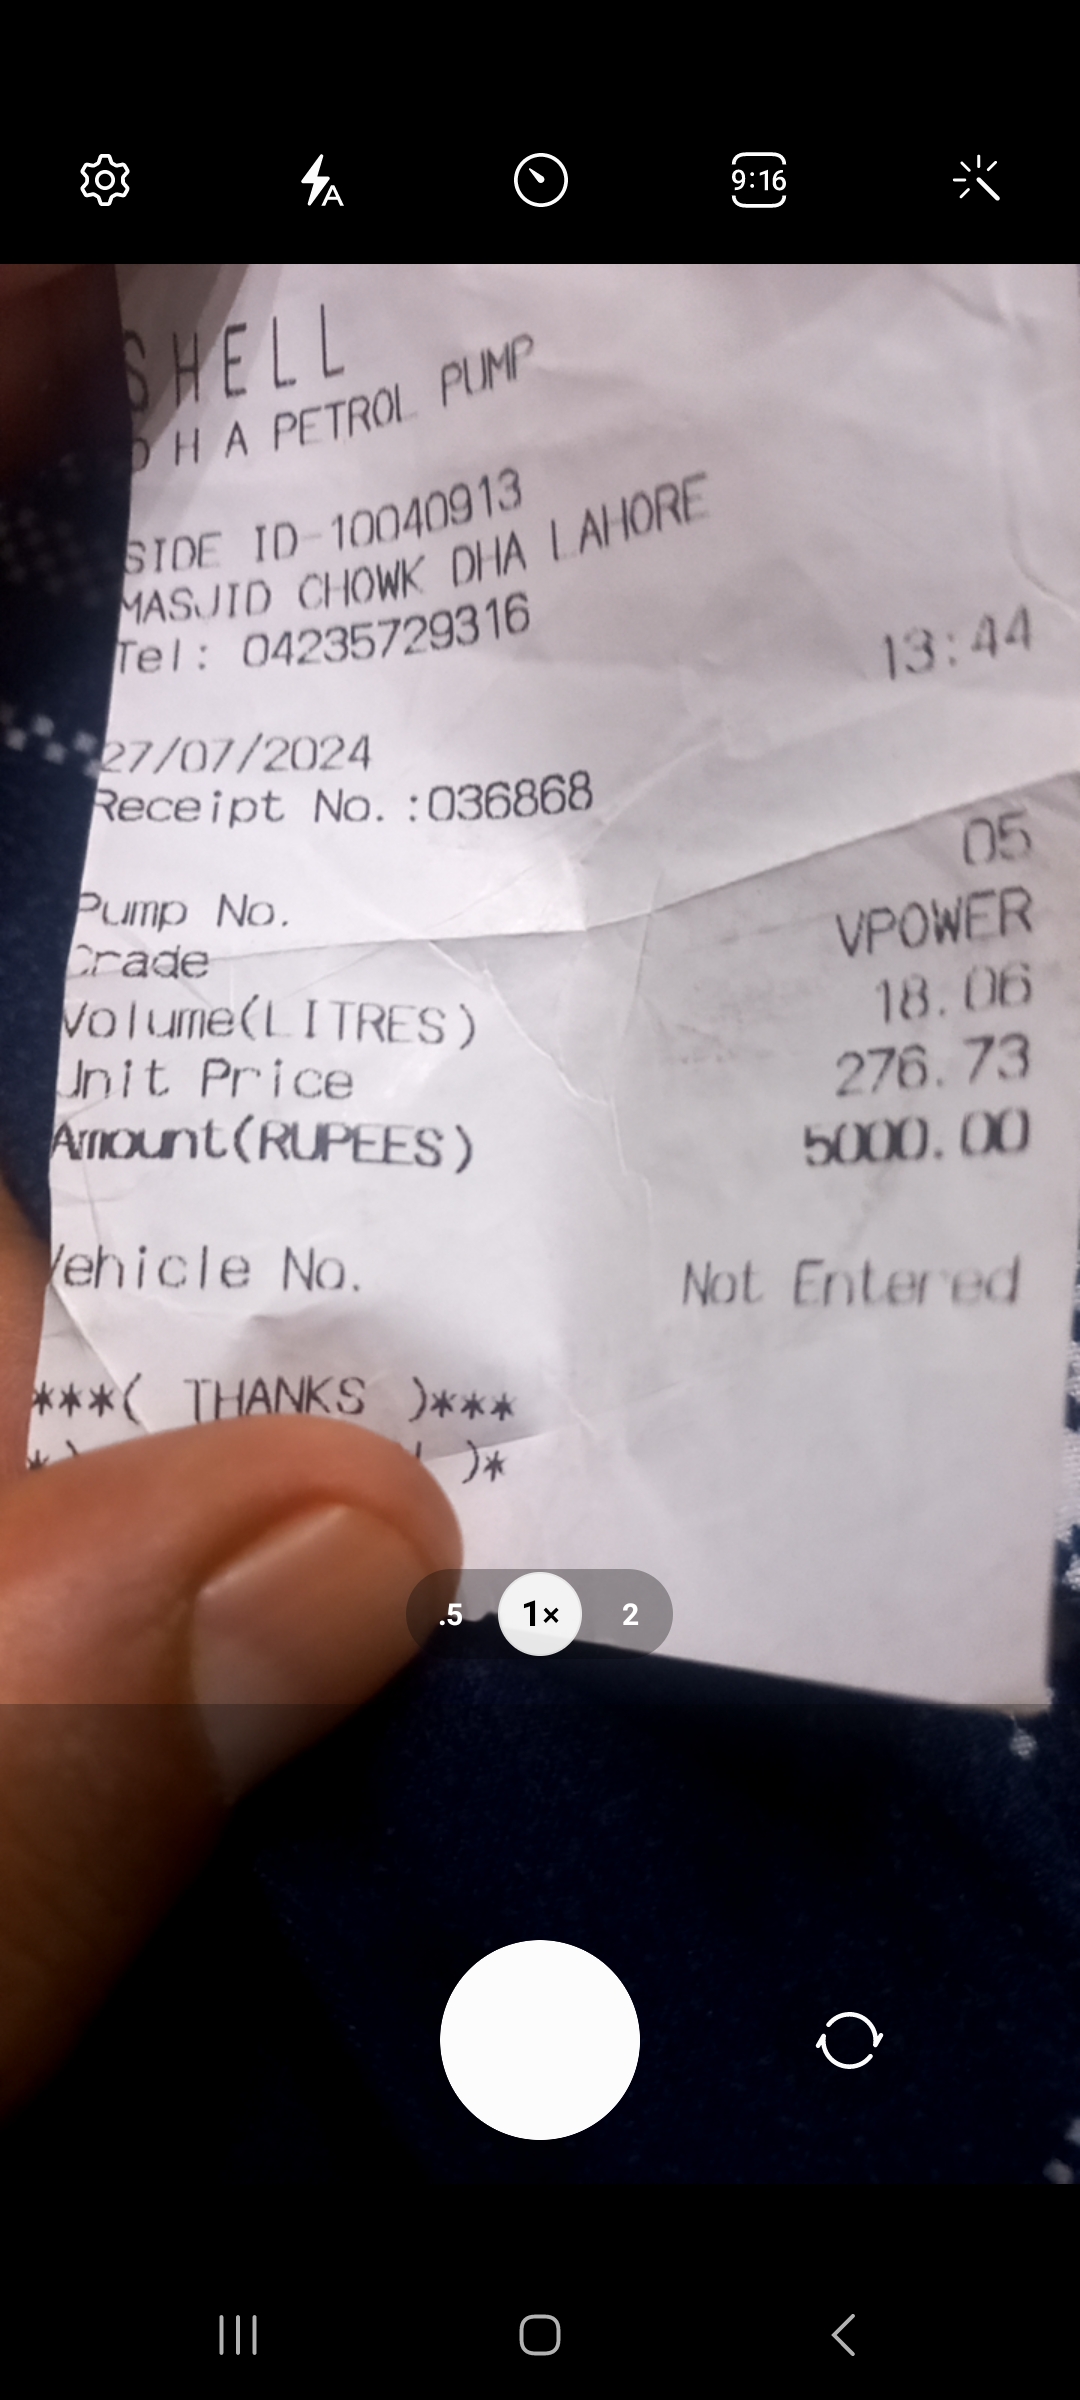 9:16
SHELL
D H A PETROL PUMP
SIDE ID-10040913
MASJID CHOWK DHA LAHORE
Tel: 04235729316
13:44
27/07/2024
Receipt No.:036868
Pump No. 05
Grade VPOWER
Volume(LITRES) 18.06
Unit Price 276.73
Amount(RUPEES) 5000.00
Vehicle No. Not Entered
***( THANKS )***
)*
.5 1× 2